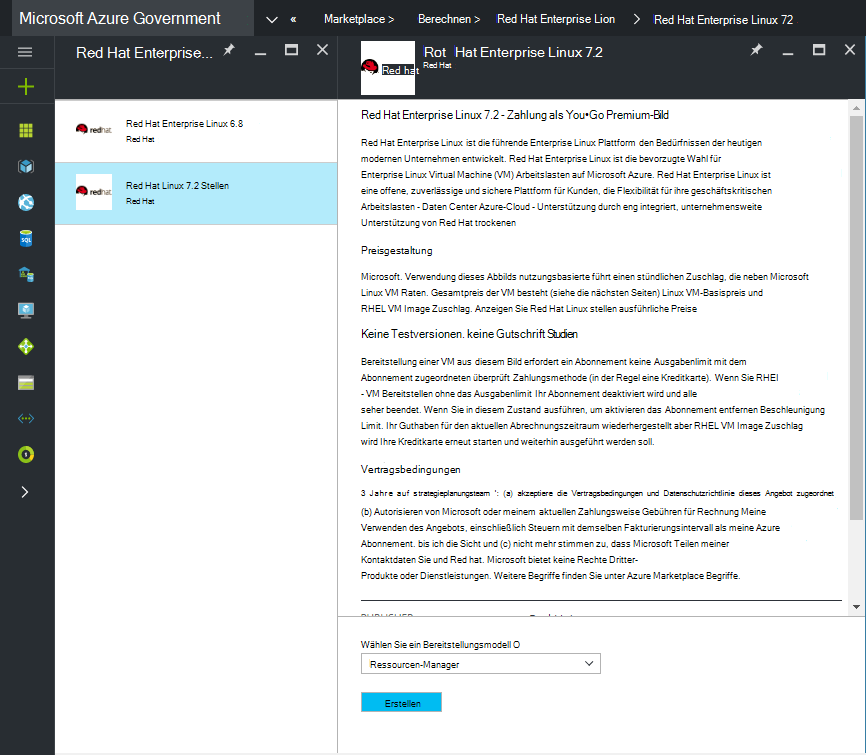 Microsoft Azure Government
« Marketplace > Berechnen > Red Hat Enterprise Lion > Red Hat Enterprise Linux 72
Red Hat Enterprise...
redhat
Red Hat Enterprise Linux 6.8
Red Hat
redhat
Red Hat Linux 7.2 Stellen
Red Hat
SQL
Red hat
Rot Hat Enterprise Linux 7.2
Red Hat
Red Hat Enterprise Linux 7.2 - Zahlung als You•Go Premium-Bild
Red Hat Enterprise Linux ist die führende Enterprise Linux Plattform den Bedürfnissen der heutigen
modernen Unternehmen entwickelt. Red Hat Enterprise Linux ist die bevorzugte Wahl für
Enterprise Linux Virtual Machine (VM) Arbeitslasten auf Microsoft Azure. Red Hat Enterprise Linux ist
eine offene, zuverlässige und sichere Plattform für Kunden, die Flexibilität für ihre geschäftskritischen
Arbeitslasten - Daten Center Azure-Cloud - Unterstützung durch eng integriert, unternehmensweite
Unterstützung von Red Hat trockenen
Preisgestaltung
Microsoft. Verwendung dieses Abbilds nutzungsbasierte führt einen stündlichen Zuschlag, die neben Microsoft
Linux VM Raten. Gesamtpreis der VM besteht (siehe die nächsten Seiten) Linux VM-Basispreis und
RHEL VM Image Zuschlag. Anzeigen Sie Red Hat Linux stellen ausführliche Preise
Keine Testversionen. keine Gutschrift Studien
Bereitstellung einer VM aus diesem Bild erfordert ein Abonnement keine Ausgabenlimit mit dem
Abonnement zugeordneten überprüft Zahlungsmethode (in der Regel eine Kreditkarte). Wenn Sie RHEl
- VM Bereitstellen ohne das Ausgabenlimit Ihr Abonnement deaktiviert wird und alle
seher beendet. Wenn Sie in diesem Zustand ausführen, um aktivieren das Abonnement entfernen Beschleunigung
Limit. Ihr Guthaben für den aktuellen Abrechnungszeitraum wiederhergestellt aber RHEL VM Image Zuschlag
wird Ihre Kreditkarte erneut starten und weiterhin ausgeführt werden soll.
Vertragsbedingungen
3 Jahre auf strategieplanungsteam ': (a) akzeptiere die Vertragsbedingungen und Datenschutzrichtlinie dieses Angebot zugeordnet
(b) Autorisieren von Microsoft oder meinem aktuellen Zahlungsweise Gebühren für Rechnung Meine
Verwenden des Angebots, einschließlich Steuern mit demselben Fakturierungsintervall als meine Azure
Abonnement. bis ich die Sicht und (c) nicht mehr stimmen zu, dass Microsoft Teilen meiner
Kontaktdaten Sie und Red hat. Microsoft bietet keine Rechte Dritter-
Produkte oder Dienstleistungen. Weitere Begriffe finden Sie unter Azure Marketplace Begriffe.
Wählen Sie ein Bereitstellungsmodell O
Ressourcen-Manager
Erstellen